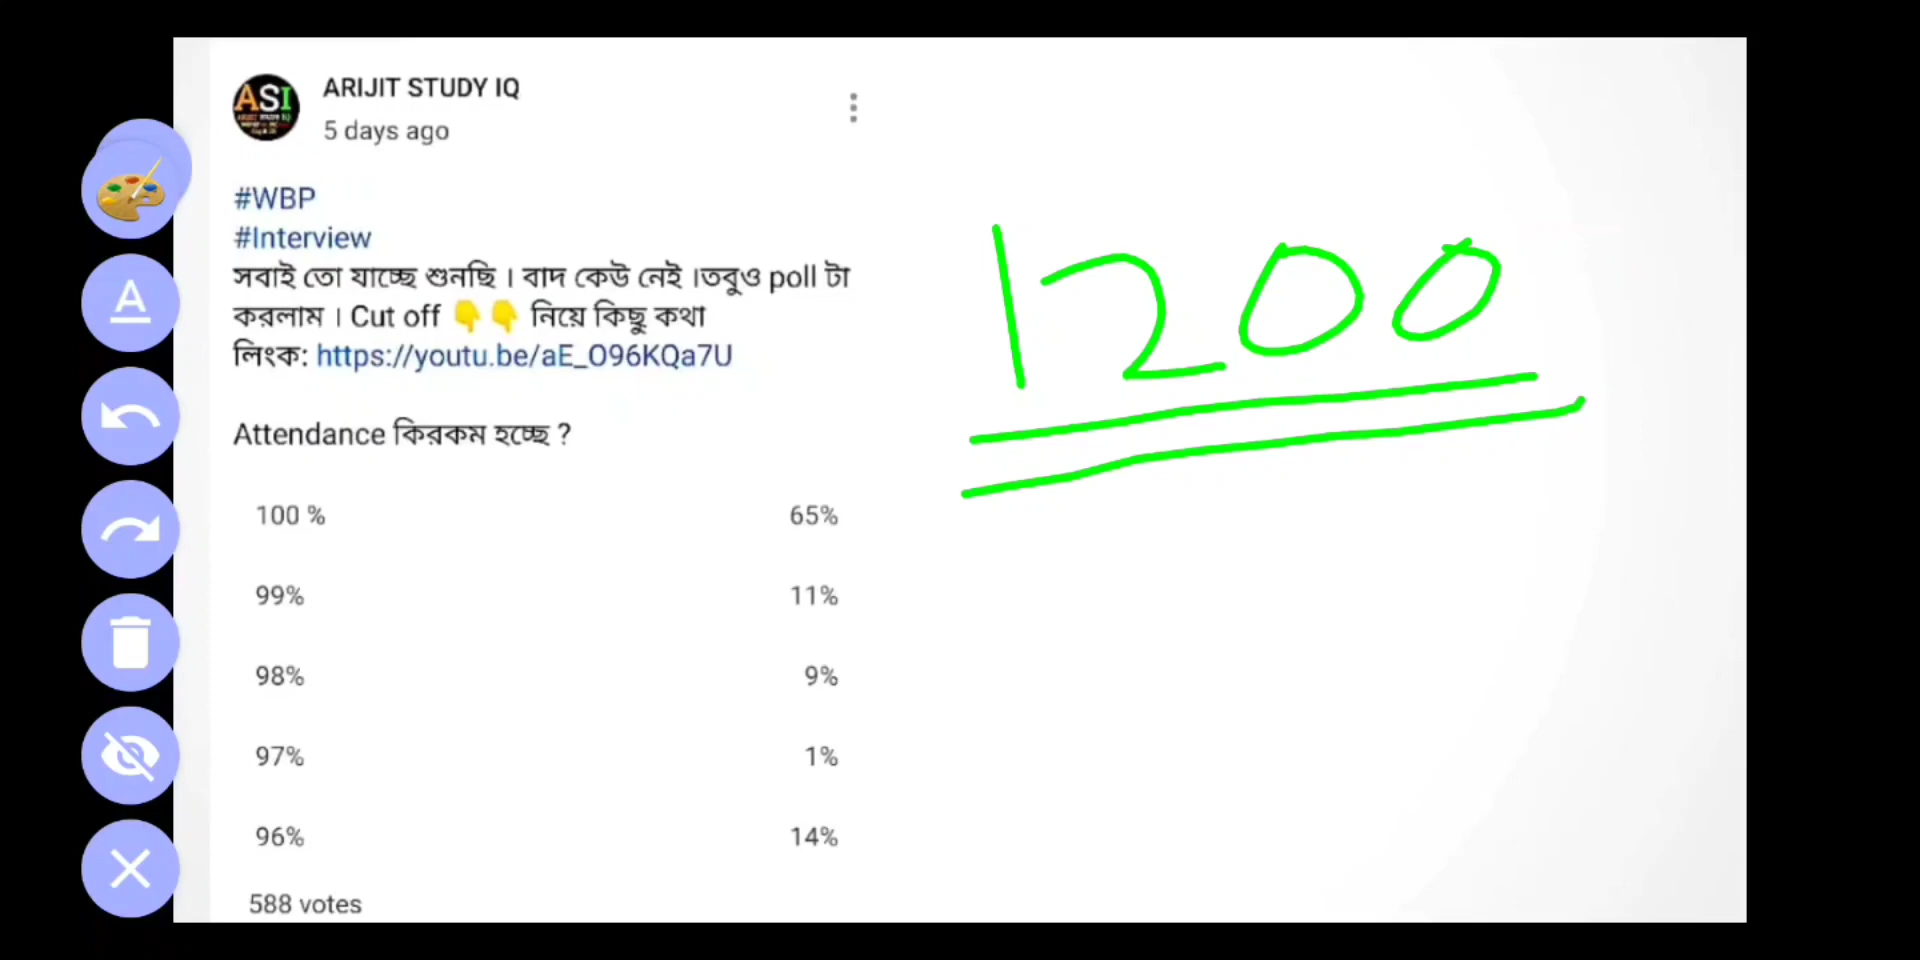 ARIJIT STUDY IQ
5 days ago
#WBP
#Interview
সবাই তো যাচ্ছে শুনছি । বাদ কেউ নেই ।তবুও poll টা
করলাম । Cut off 👇👇 নিয়ে কিছু কথা
লিংক: https://youtu.be/aE_O96KQa7U
Attendance কিরকম হচ্ছে ?
100 % 65%
99% 11%
98% 9%
97% 1%
96% 14%
588 votes
1200
ASI
A